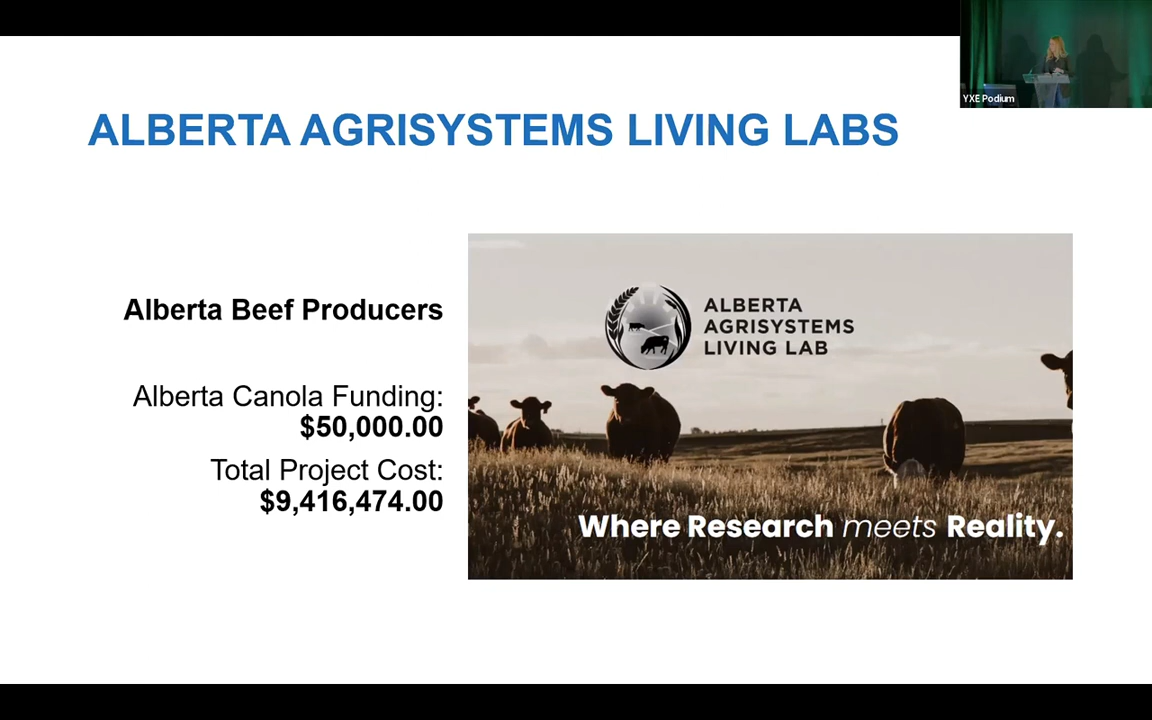 YXE Podium
ALBERTA AGRISYSTEMS LIVING LABS
Alberta Beef Producers
Alberta Canola Funding:
$50,000.00
Total Project Cost:
$9,416,474.00
ALBERTA
AGRISYSTEMS
LIVING LAB
Where Research meets Reality.